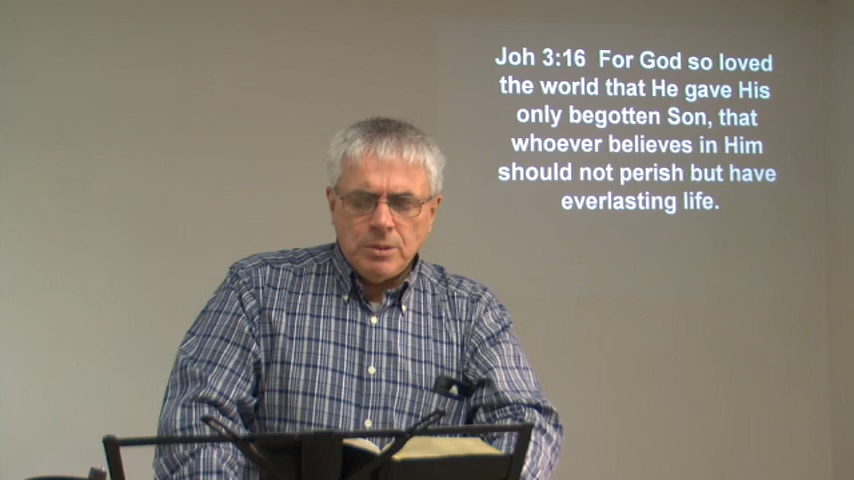 Joh 3:16 For God so loved
the world that He gave His
only begotten Son, that
whoever believes in Him
should not perish but have
everlasting life.